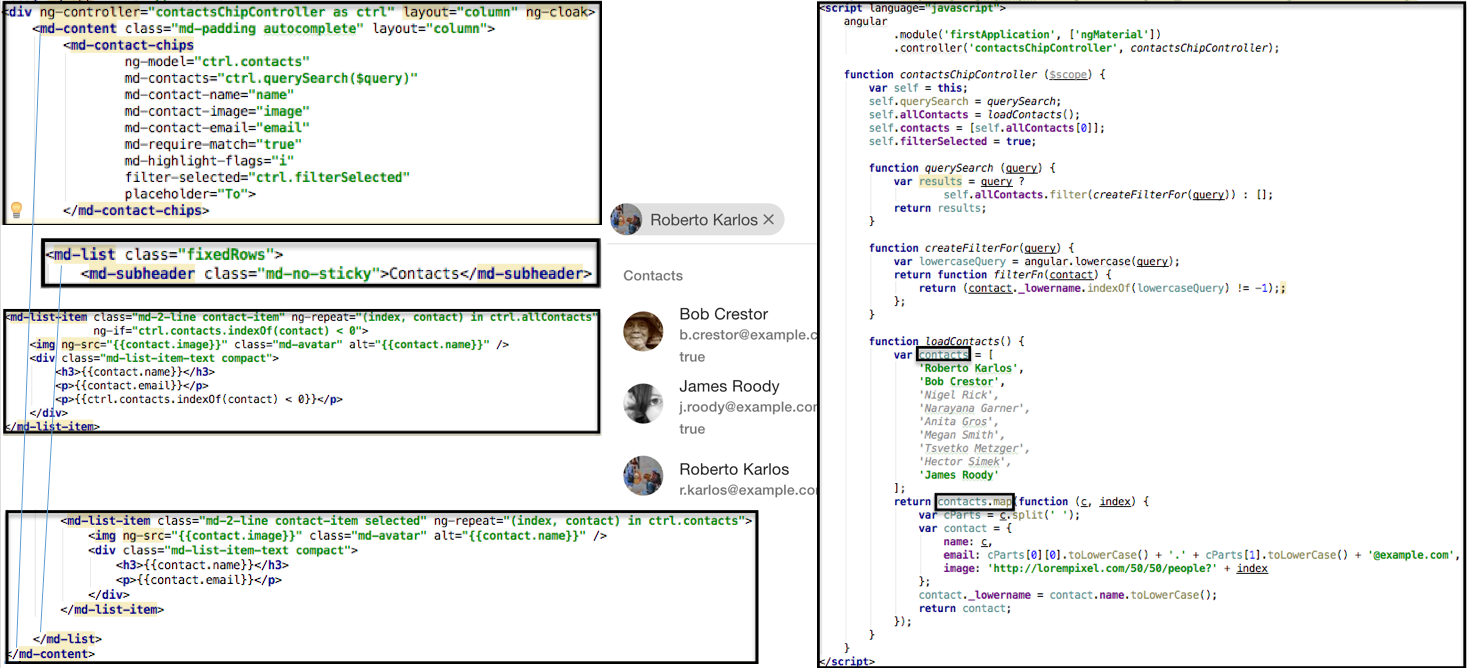 <div ng-controller="contactsChipController as ctrl" layout="column" ng-cloak>
<md-content class="md-padding autocomplete" layout="column">
<md-contact-chips
ng-model="ctrl.contacts"
md-contacts="ctrl.querySearch($query)"
md-contact-name="name"
md-contact-image="image"
md-contact-email="email"
md-require-match="true"
md-highlight-flags="i"
filter-selected="ctrl.filterSelected"
placeholder="To">
</md-contact-chips>
<md-list class="fixedRows">
<md-subheader class="md-no-sticky">Contacts</md-subheader>
<md-list-item class="md-2-line contact-item" ng-repeat="(index, contact) in ctrl.allContacts"
ng-if="ctrl.contacts.indexOf(contact) < 0">
<img ng-src="{{contact.image}}" class="md-avatar" alt="{{contact.name}}" />
<div class="md-list-item-text compact">
<h3>{{contact.name}}</h3>
<p>{{contact.email}}</p>
<p>{{ctrl.contacts.indexOf(contact) < 0}}</p>
</div>
</md-list-item>
<md-list-item class="md-2-line contact-item selected" ng-repeat="(index, contact) in ctrl.contacts">
<img ng-src="{{contact.image}}" class="md-avatar" alt="{{contact.name}}" />
<div class="md-list-item-text compact">
<h3>{{contact.name}}</h3>
<p>{{contact.email}}</p>
</div>
</md-list-item>
</md-list>
</md-content>
Roberto Karlos ×
Contacts
Bob Crestor
b.crestor@example.c
true
James Roody
j.roody@example.cor
true
Roberto Karlos
r.karlos@example.co
<script language="javascript">
angular
.module('firstApplication', ['ngMaterial'])
.controller('contactsChipController', contactsChipController);
function contactsChipController ($scope) {
var self = this;
self.querySearch = querySearch;
self.allContacts = loadContacts();
self.contacts = [self.allContacts[0]];
self.filterSelected = true;
function querySearch (query) {
var results = query ?
self.allContacts.filter(createFilterFor(query)) : [];
return results;
}
function createFilterFor(query) {
var lowercaseQuery = angular.lowercase(query);
return function filterFn(contact) {
return (contact._lowername.indexOf(lowercaseQuery) != -1);;
};
}
function loadContacts() {
var contacts = [
'Roberto Karlos',
'Bob Crestor',
'Nigel Rick',
'Narayana Garner',
'Anita Gros',
'Megan Smith',
'Tsvetko Metzger',
'Hector Simek',
'James Roody'
];
return contacts.map(function (c, index) {
var cParts = c.split(' ');
var contact = {
name: c,
email: cParts[0][0].toLowerCase() + '.' + cParts[1].toLowerCase() + '@example.com',
image: 'http://lorempixel.com/50/50/people?' + index
};
contact._lowername = contact.name.toLowerCase();
return contact;
});
}
}
</script>